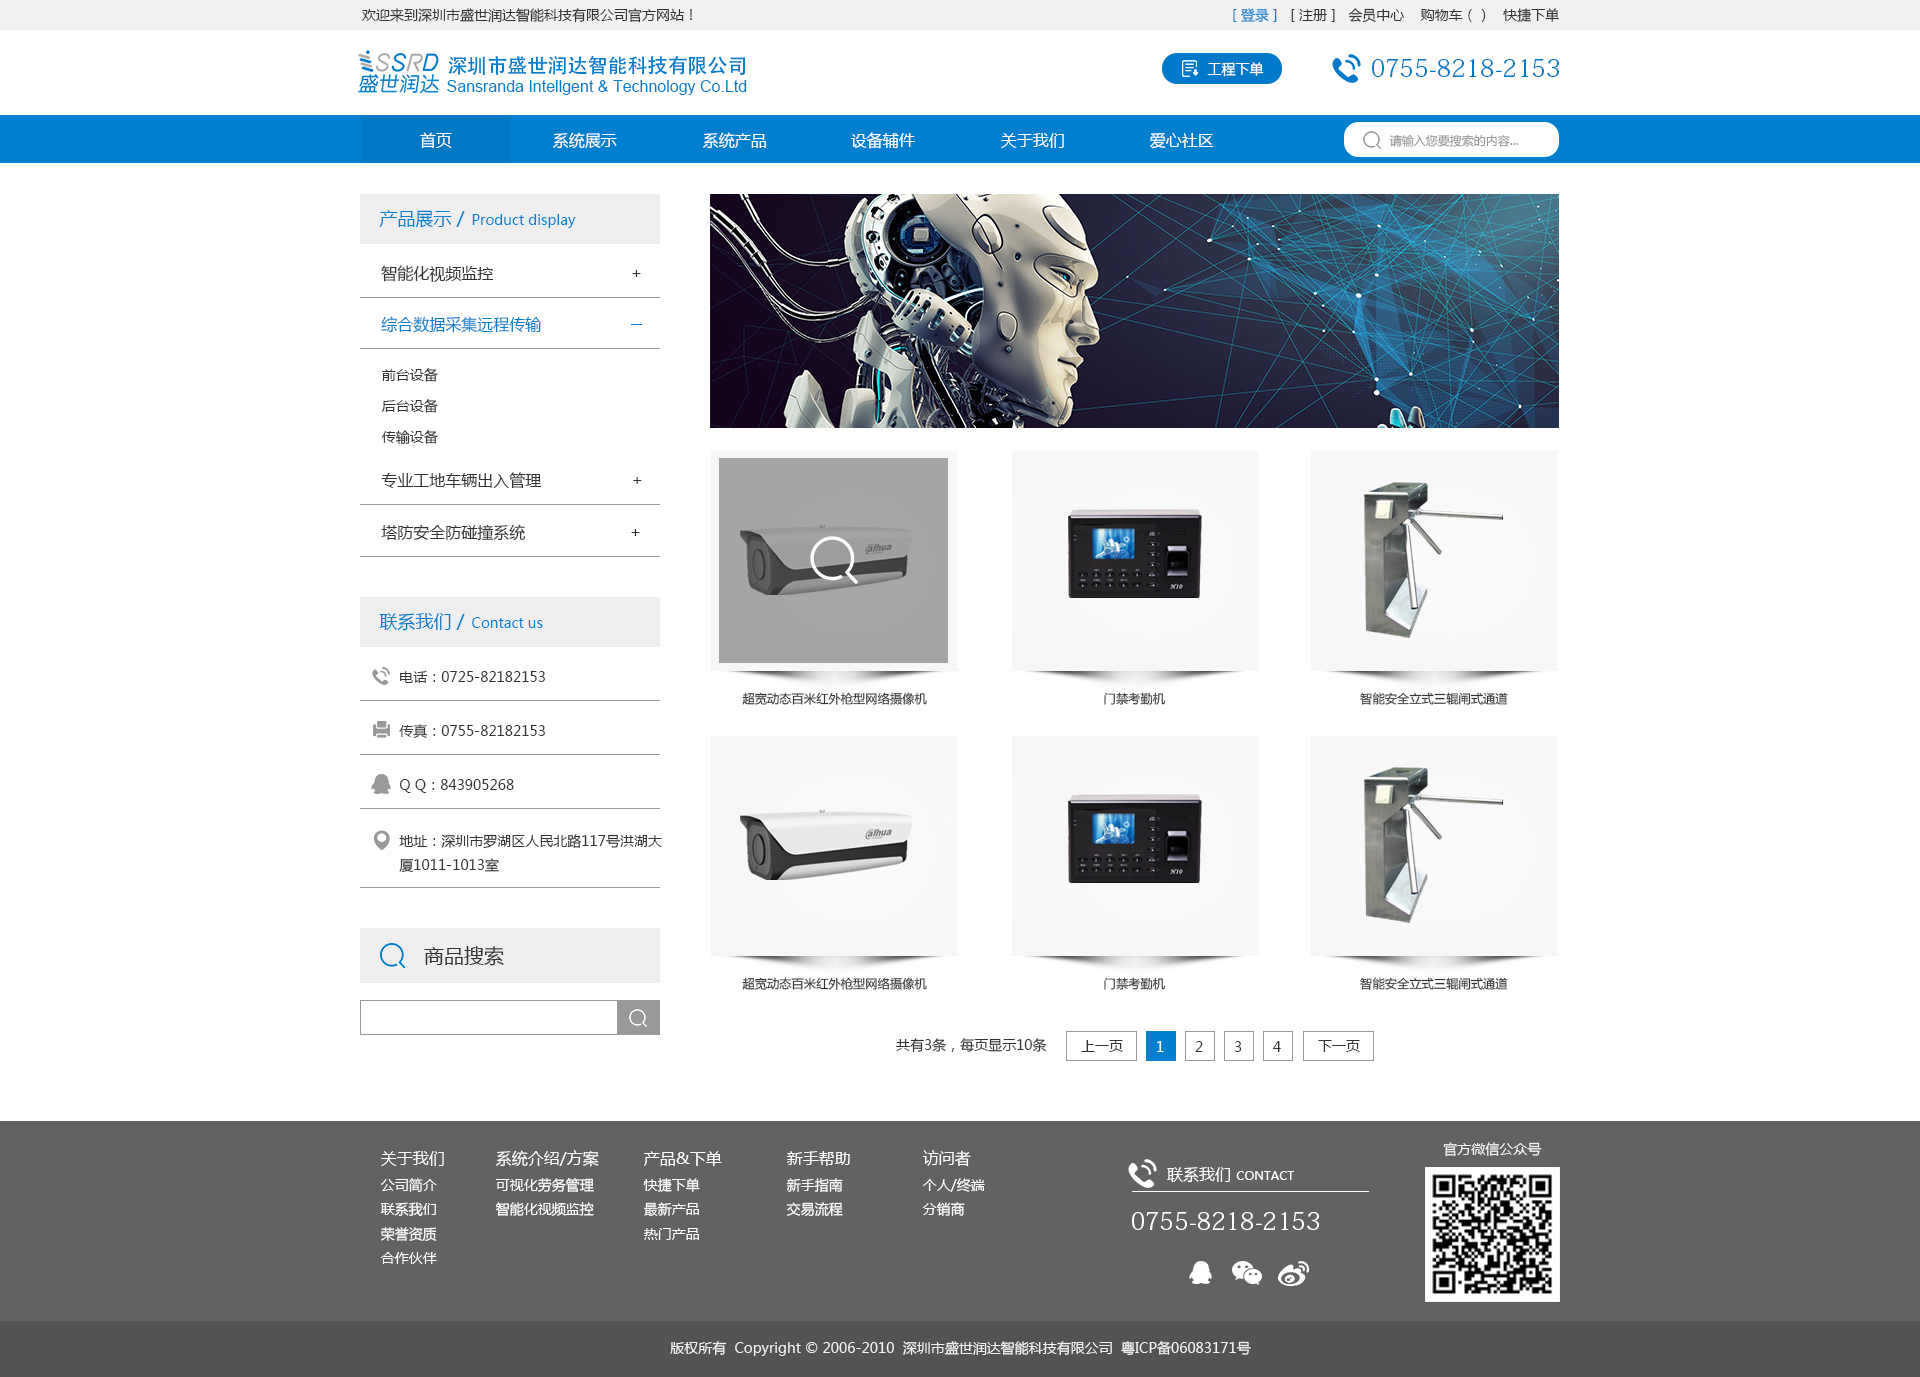 欢迎来到深圳市盛世润达智能科技有限公司官方网站！
[ 登录 ] [ 注册 ] 会员中心 购物车（ ） 快捷下单
SSRD
盛世润达
深圳市盛世润达智能科技有限公司
Sansranda Intellgent & Technology Co.Ltd
工程下单
0755-8218-2153
首页 系统展示 系统产品 设备辅件 关于我们 爱心社区
请输入您要搜索的内容...
产品展示 / Product display
智能化视频监控 +
综合数据采集远程传输 —
前台设备
后台设备
传输设备
专业工地车辆出入管理 +
塔防安全防碰撞系统 +
联系我们 / Contact us
电话：0725-82182153
传真：0755-82182153
Q Q：843905268
地址：深圳市罗湖区人民北路117号洪湖大
厦1011-1013室
商品搜索
alhua
H10
超宽动态百米红外枪型网络摄像机
门禁考勤机
智能安全立式三辊闸式通道
alhua
H10
超宽动态百米红外枪型网络摄像机
门禁考勤机
智能安全立式三辊闸式通道
共有3条，每页显示10条 上一页 1 2 3 4 下一页
关于我们
公司简介
联系我们
荣誉资质
合作伙伴
系统介绍/方案
可视化劳务管理
智能化视频监控
产品&下单
快捷下单
最新产品
热门产品
新手帮助
新手指南
交易流程
访问者
个人/终端
分销商
联系我们 CONTACT
0755-8218-2153
官方微信公众号
版权所有 Copyright © 2006-2010 深圳市盛世润达智能科技有限公司 粤ICP备06083171号